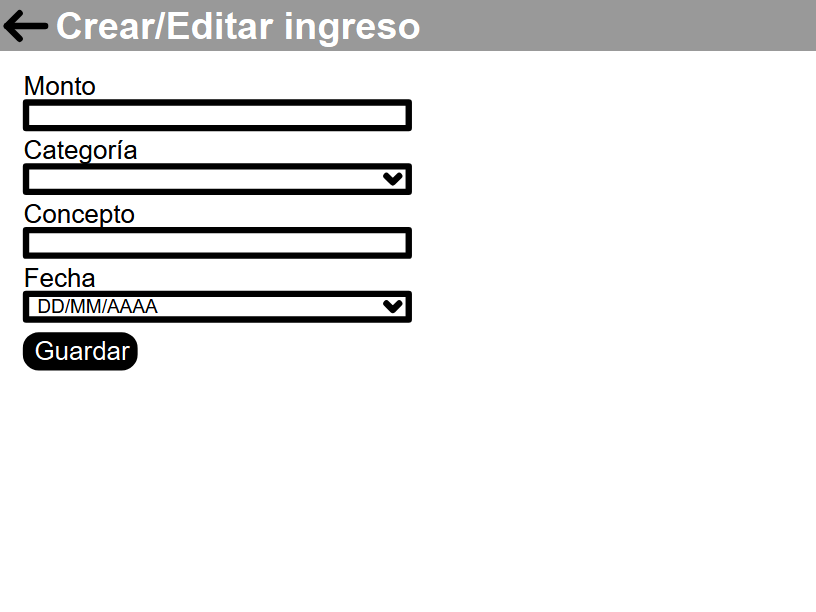 Crear/Editar ingreso
Monto
Categoría
Concepto
Fecha
DD/MM/AAAA
Guardar